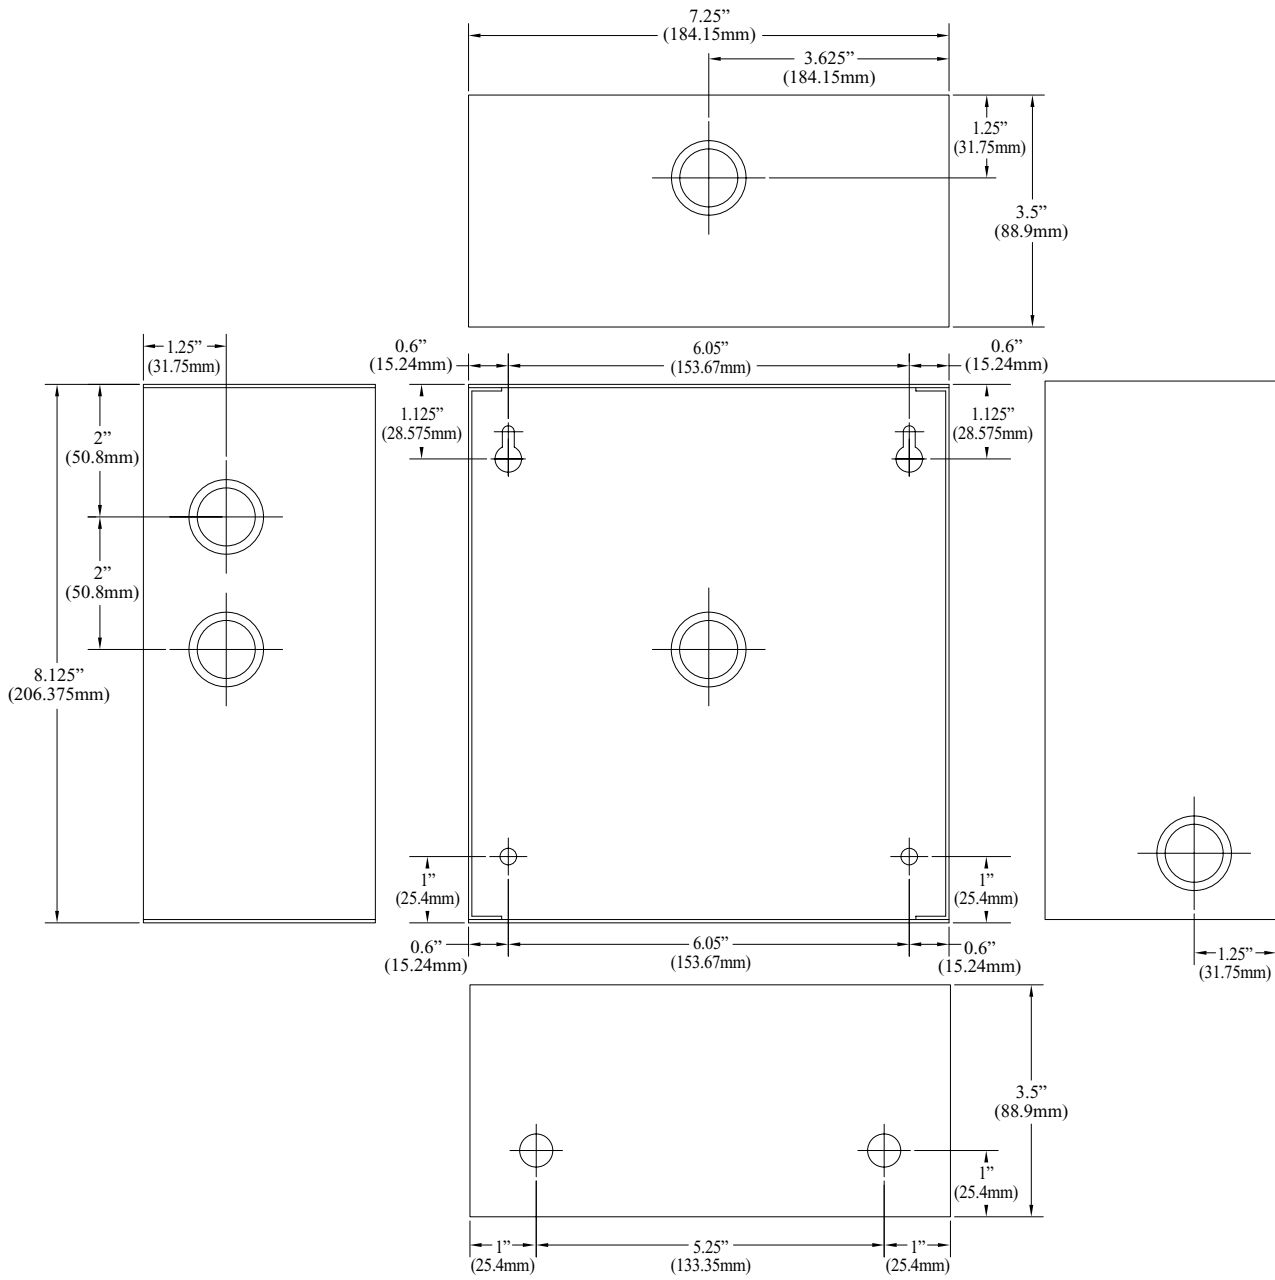 7.25”
(184.15mm)
3.625”
(184.15mm)
1.25”
(31.75mm)
3.5”
(88.9mm)
1.25”
(31.75mm)
0.6”
(15.24mm)
6.05”
(153.67mm)
0.6”
(15.24mm)
2”
(50.8mm)
1.125”
(28.575mm)
1.125”
(28.575mm)
2”
(50.8mm)
8.125”
(206.375mm)
1”
(25.4mm)
1”
(25.4mm)
0.6”
(15.24mm)
6.05”
(153.67mm)
0.6”
(15.24mm)
1.25”
(31.75mm)
3.5”
(88.9mm)
1”
(25.4mm)
1”
(25.4mm)
5.25”
(133.35mm)
1”
(25.4mm)